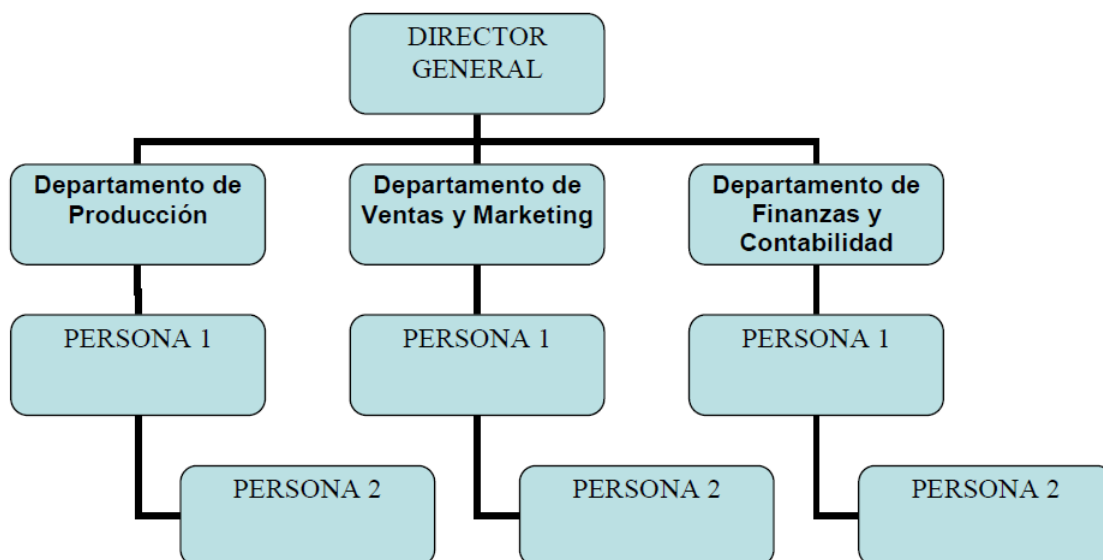 DIRECTOR
GENERAL
Departamento de
Producción
Departamento de
Ventas y Marketing
Departamento de
Finanzas y
Contabilidad
PERSONA 1
PERSONA 1
PERSONA 1
PERSONA 2
PERSONA 2
PERSONA 2